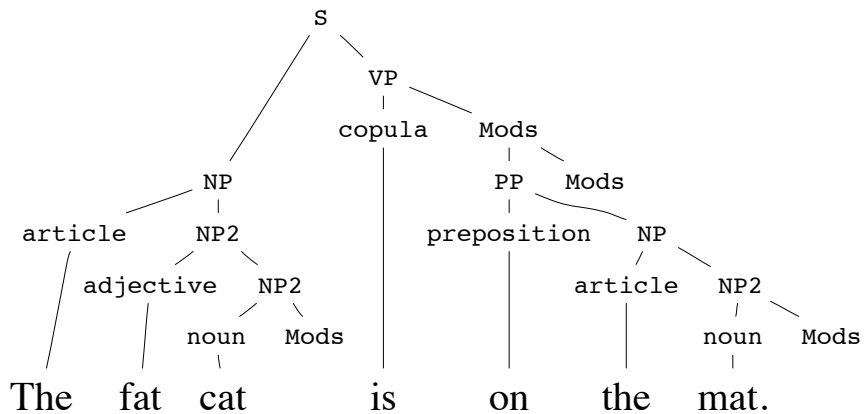 S
VP
copula Mods
NP PP Mods
article NP2 preposition NP
adjective NP2 article NP2
noun Mods noun Mods
The fat cat is on the mat.